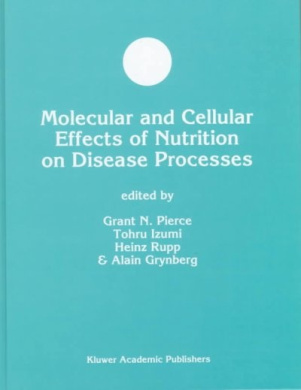 Molecular and Cellular
Effects of Nutrition
on Disease Processes
edited by
Grant N. Pierce
Tohru Izumi
Heinz Rupp
& Alain Grynberg
Kluwer Academic Publishers